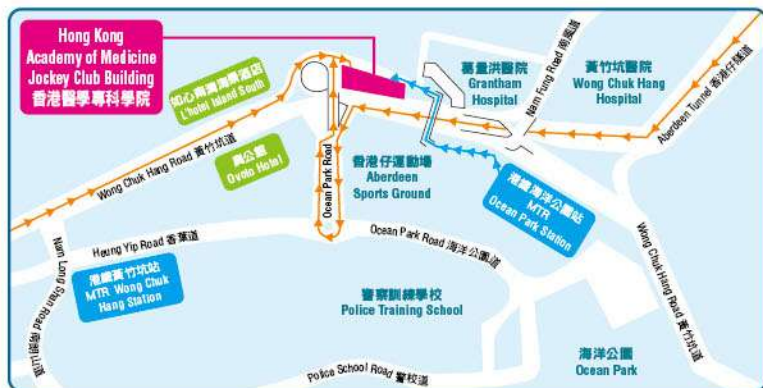 Hong Kong
Academy of Medicine
Jockey Club Building
香港醫學專科學院
如心南灣海景酒店
L'hotel Island South
奧公館
Ovolo Hotel
Wong Chuk Hang Road 黃竹坑道
Ocean Park Road
葛量洪醫院
Grantham
Hospital
Nam Fung Road 南風道
黃竹坑醫院
Wong Chuk Hang
Hospital
Aberdeen Tunnel 香港仔隧道
香港仔運動場
Aberdeen
Sports Ground
港鐵海洋公園站
MTR
Ocean Park Station
Nam Long Shan Road 南朗山道
Heung Yip Road 香葉道
港鐵黃竹坑站
MTR Wong Chuk
Hang Station
Ocean Park Road 海洋公園道
Wong Chuk Hang Road 黃竹坑道
警察訓練學校
Police Training School
Police School Road 警校道
海洋公園
Ocean Park